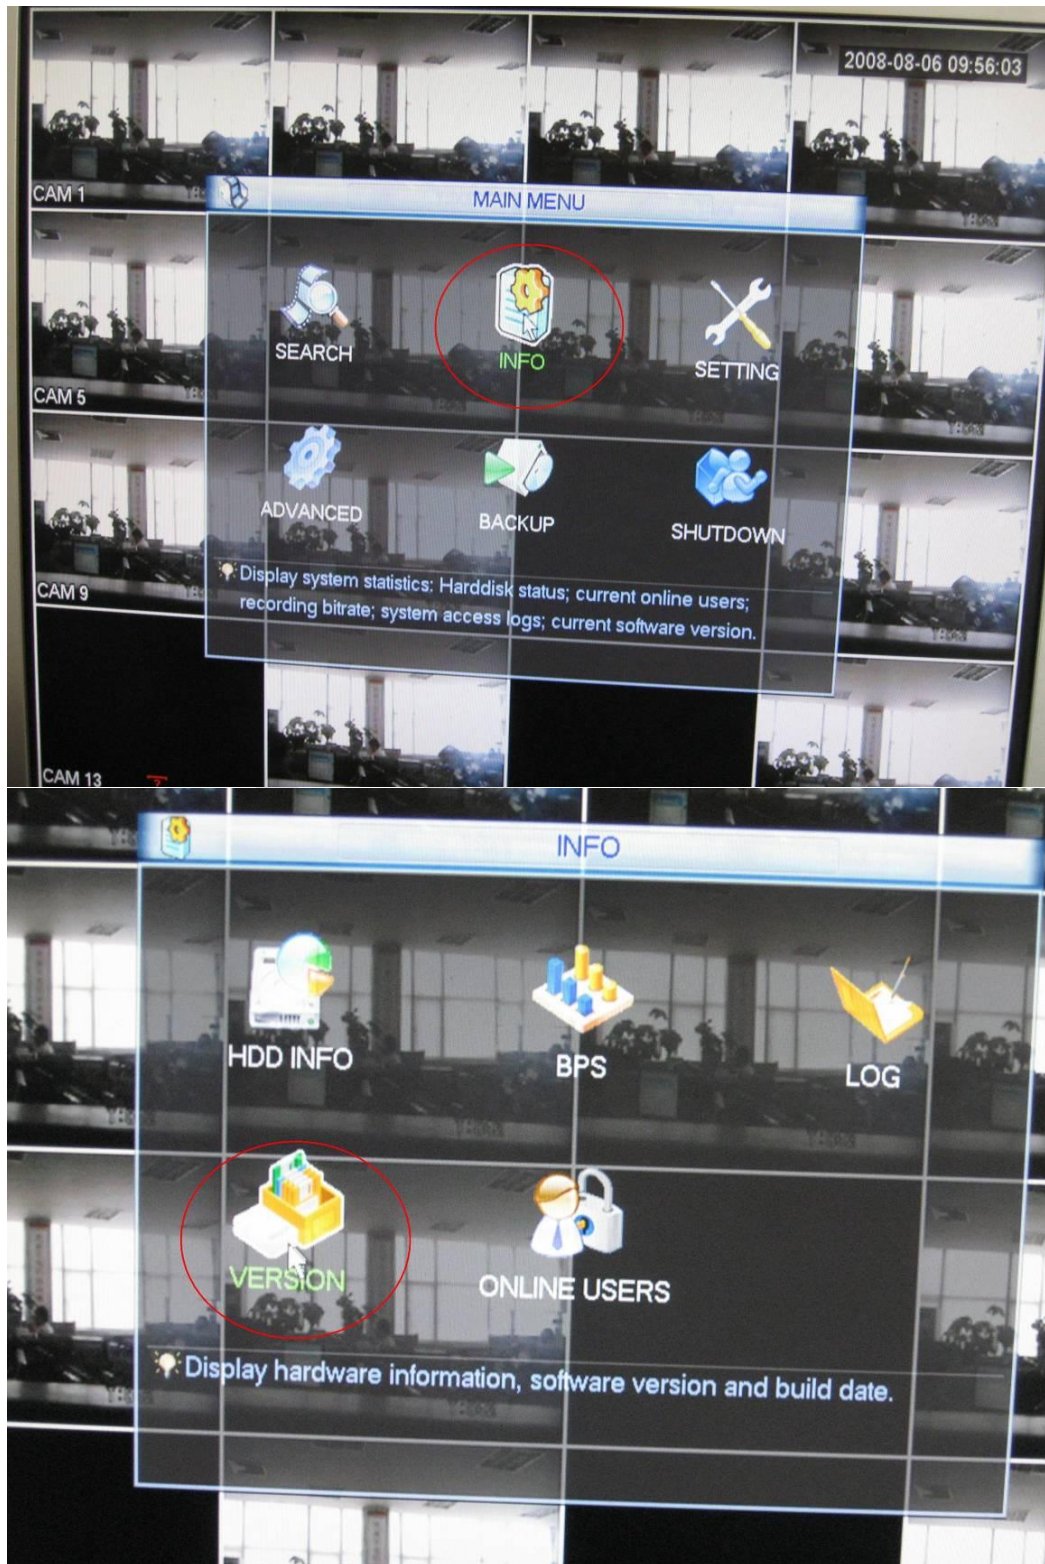 2008-08-06 09:56:03
CAM 1
MAIN MENU
SEARCH
INFO
SETTING
CAM 5
ADVANCED
BACKUP
SHUTDOWN
Display system statistics: Harddisk status; current online users;
recording bitrate; system access logs; current software version.
CAM 9
CAM 13
?
INFO
HDD INFO
BPS
LOG
VERSION
ONLINE USERS
Display hardware information, software version and build date.